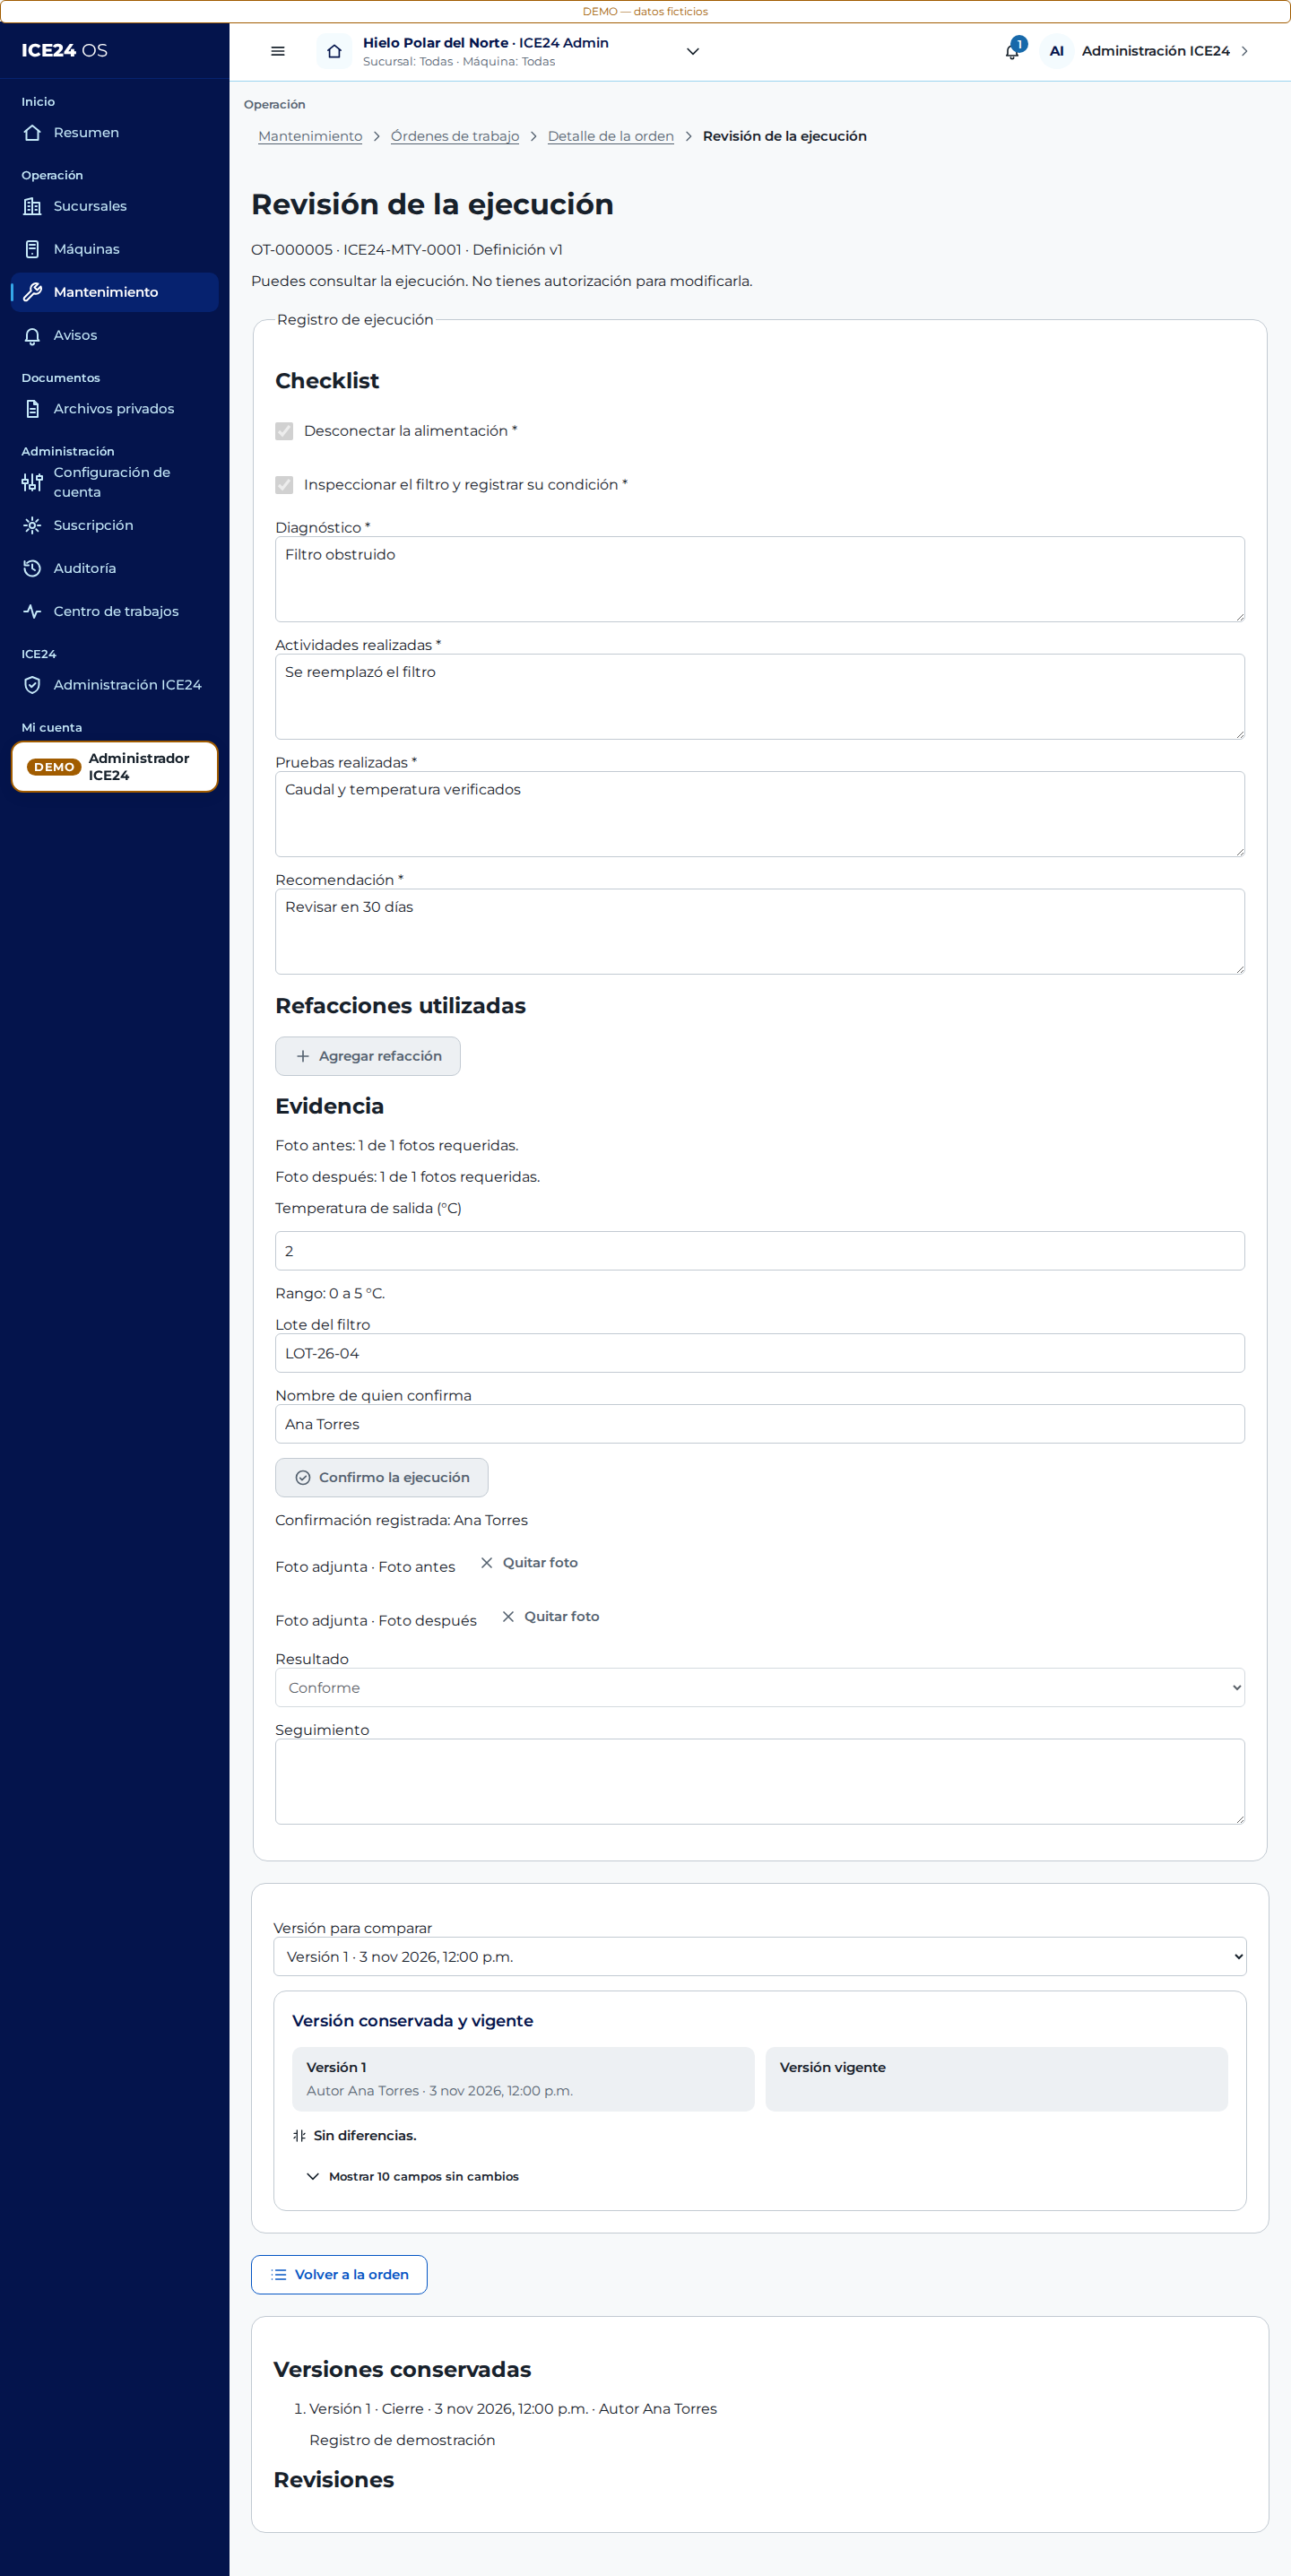 DEMO — datos ficticios
ICE24 OS
Hielo Polar del Norte · ICE24 Admin
Sucursal: Todas · Máquina: Todas
1
AI
Administración ICE24
Inicio
Resumen
Operación
Sucursales
Máquinas
Mantenimiento
Avisos
Documentos
Archivos privados
Administración
Configuración de
cuenta
Suscripción
Auditoría
Centro de trabajos
ICE24
Administración ICE24
Mi cuenta
DEMO
Administrador
ICE24
Operación
Mantenimiento
Órdenes de trabajo
Detalle de la orden
Revisión de la ejecución
Revisión de la ejecución
OT-000005 · ICE24-MTY-0001 · Definición v1
Puedes consultar la ejecución. No tienes autorización para modificarla.
Registro de ejecución
Checklist
Desconectar la alimentación *
Inspeccionar el filtro y registrar su condición *
Diagnóstico *
Filtro obstruido
Actividades realizadas *
Se reemplazó el filtro
Pruebas realizadas *
Caudal y temperatura verificados
Recomendación *
Revisar en 30 días
Refacciones utilizadas
Agregar refacción
Evidencia
Foto antes: 1 de 1 fotos requeridas.
Foto después: 1 de 1 fotos requeridas.
Temperatura de salida (°C)
2
Rango: 0 a 5 °C.
Lote del filtro
LOT-26-04
Nombre de quien confirma
Ana Torres
Confirmo la ejecución
Confirmación registrada: Ana Torres
Foto adjunta · Foto antes
Quitar foto
Foto adjunta · Foto después
Quitar foto
Resultado
Conforme
Seguimiento
Versión para comparar
Versión 1 · 3 nov 2026, 12:00 p.m.
Versión conservada y vigente
Versión 1
Autor Ana Torres · 3 nov 2026, 12:00 p.m.
Versión vigente
Sin diferencias.
Mostrar 10 campos sin cambios
Volver a la orden
Versiones conservadas
1. Versión 1 · Cierre · 3 nov 2026, 12:00 p.m. · Autor Ana Torres
Registro de demostración
Revisiones